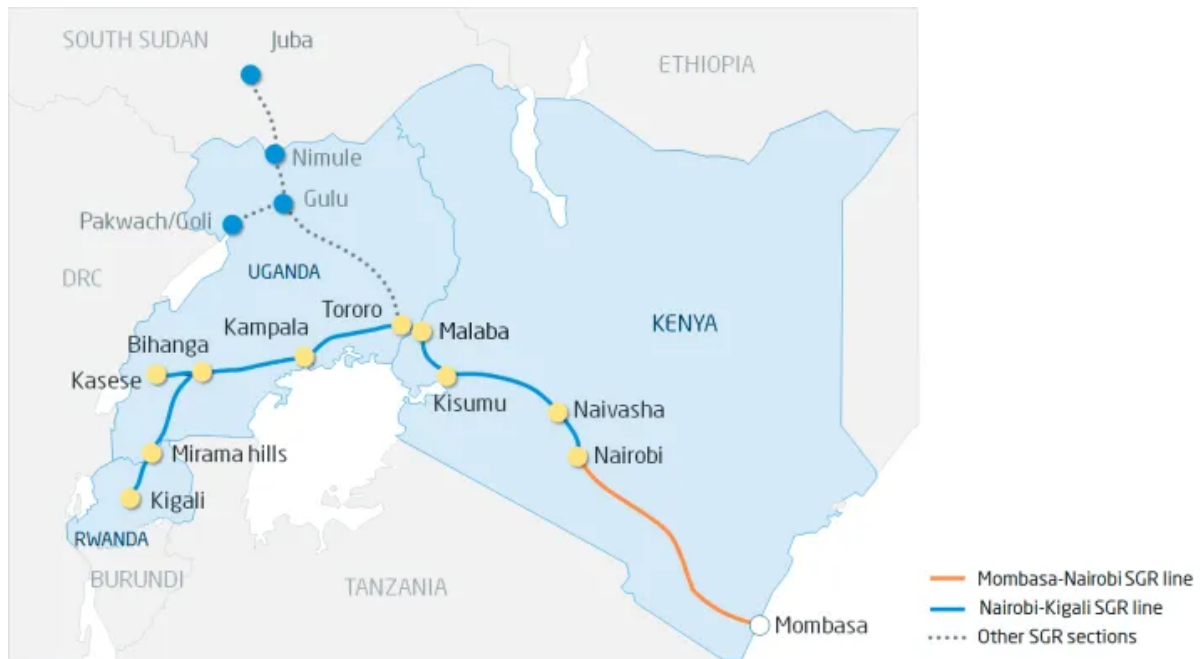 SOUTH SUDAN
Juba
ETHIOPIA
Nimule
Gulu
Pakwach/Goli
DRC
UGANDA
Tororo
Kampala
Malaba
KENYA
Bihanga
Kasese
Kisumu
Naivasha
Mirama hills
Nairobi
Kigali
RWANDA
BURUNDI
TANZANIA
Mombasa
Mombasa-Nairobi SGR line
Nairobi-Kigali SGR line
Other SGR sections